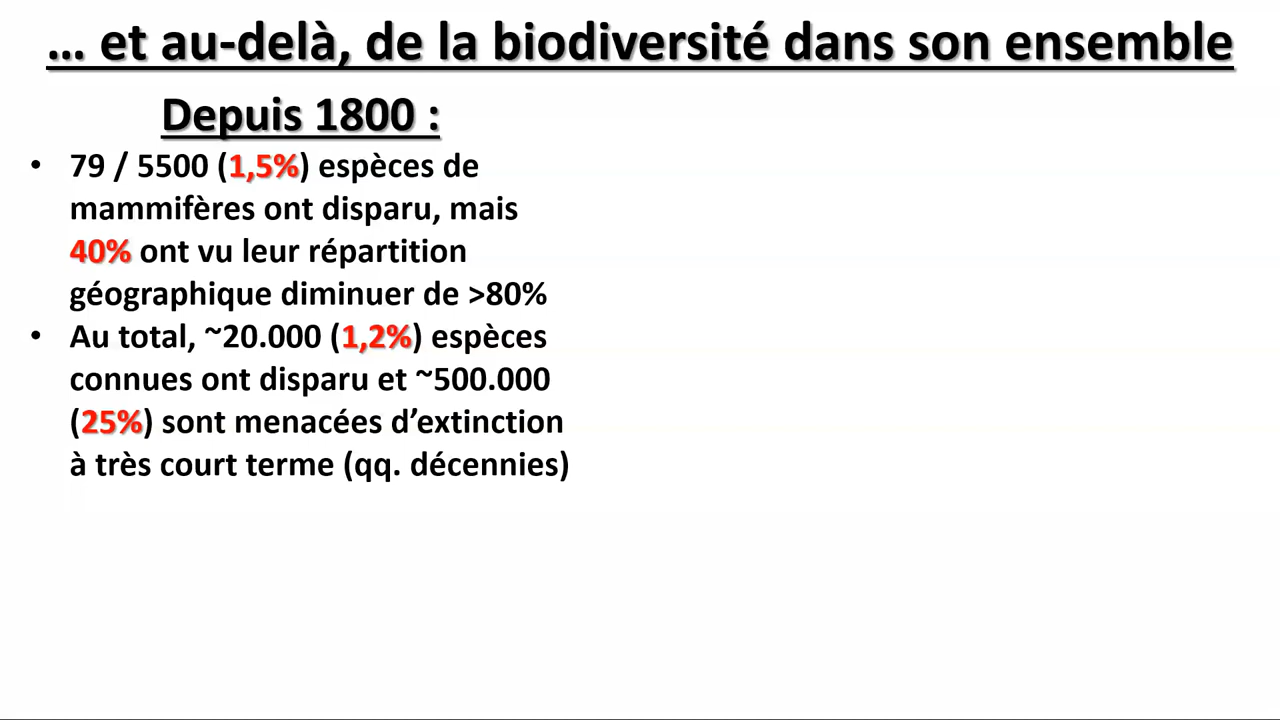 … et au-delà, de la biodiversité dans son ensemble
Depuis 1800 :
• 79 / 5500 (1,5%) espèces de
mammifères ont disparu, mais
40% ont vu leur répartition
géographique diminuer de >80%
• Au total, ~20.000 (1,2%) espèces
connues ont disparu et ~500.000
(25%) sont menacées d’extinction
à très court terme (qq. décennies)